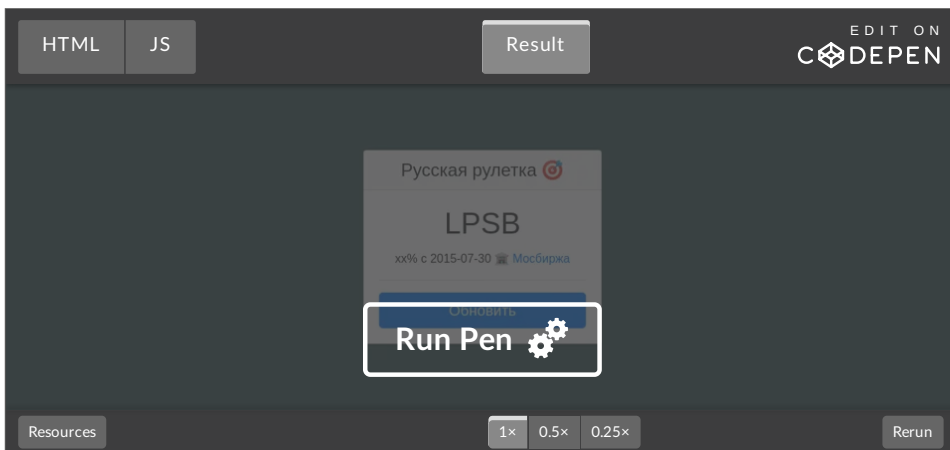 HTML JS Result EDIT ON
CODEPEN
Русская рулетка
LPSB
xx% с 2015-07-30 Мосбиржа
Обновить
Run Pen
Resources 1× 0.5× 0.25× Rerun